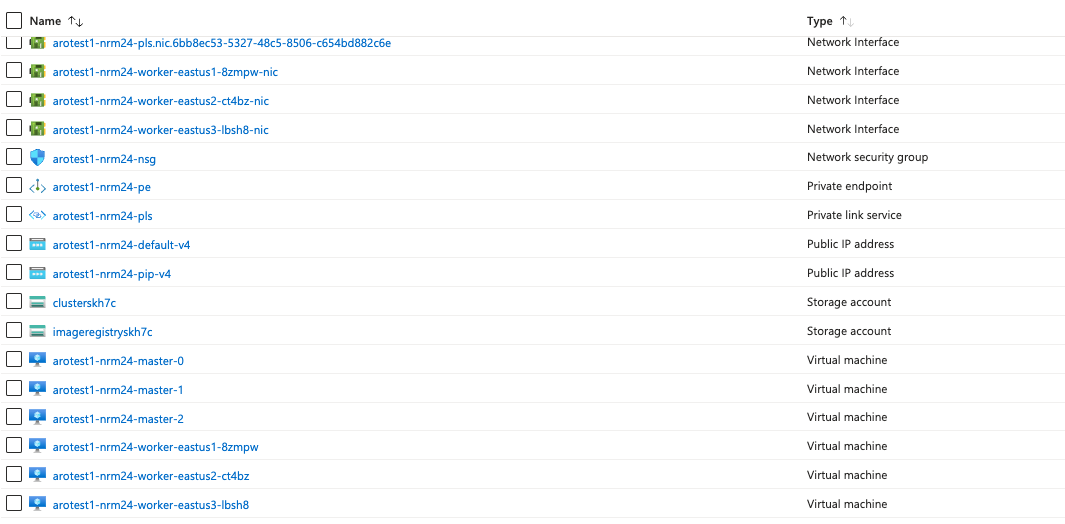 Name ↑↓ Type ↑↓
arotest1-nrm24-pls.nic.6bb8ec53-5327-48c5-8506-c654bd882c6e Network Interface
arotest1-nrm24-worker-eastus1-8zmpw-nic Network Interface
arotest1-nrm24-worker-eastus2-ct4bz-nic Network Interface
arotest1-nrm24-worker-eastus3-lbsh8-nic Network Interface
arotest1-nrm24-nsg Network security group
arotest1-nrm24-pe Private endpoint
arotest1-nrm24-pls Private link service
arotest1-nrm24-default-v4 Public IP address
arotest1-nrm24-pip-v4 Public IP address
clusterskh7c Storage account
imageregistryskh7c Storage account
arotest1-nrm24-master-0 Virtual machine
arotest1-nrm24-master-1 Virtual machine
arotest1-nrm24-master-2 Virtual machine
arotest1-nrm24-worker-eastus1-8zmpw Virtual machine
arotest1-nrm24-worker-eastus2-ct4bz Virtual machine
arotest1-nrm24-worker-eastus3-lbsh8 Virtual machine